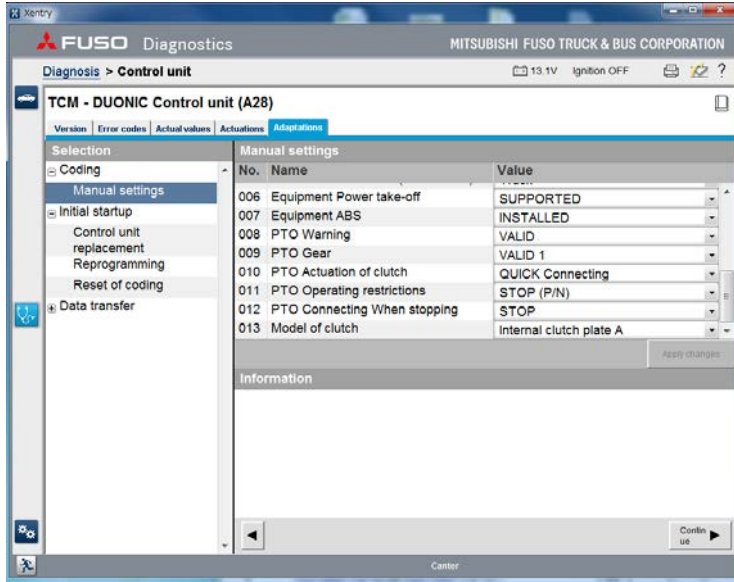 Xentry
FUSO Diagnostics
MITSUBISHI FUSO TRUCK & BUS CORPORATION
Diagnosis > Control unit
13.1V Ignition OFF
?
TCM - DUONIC Control unit (A28)
Version Error codes Actual values Actuations Adaptations
Selection
Coding
Manual settings
Initial startup
Control unit
replacement
Reprogramming
Reset of coding
Data transfer
Manual settings
No. Name Value
006 Equipment Power take-off SUPPORTED
007 Equipment ABS INSTALLED
008 PTO Warning VALID
009 PTO Gear VALID 1
010 PTO Actuation of clutch QUICK Connecting
011 PTO Operating restrictions STOP (P/N)
012 PTO Connecting When stopping STOP
013 Model of clutch Internal clutch plate A
Apply changes
Information
Contin
ue
Canter